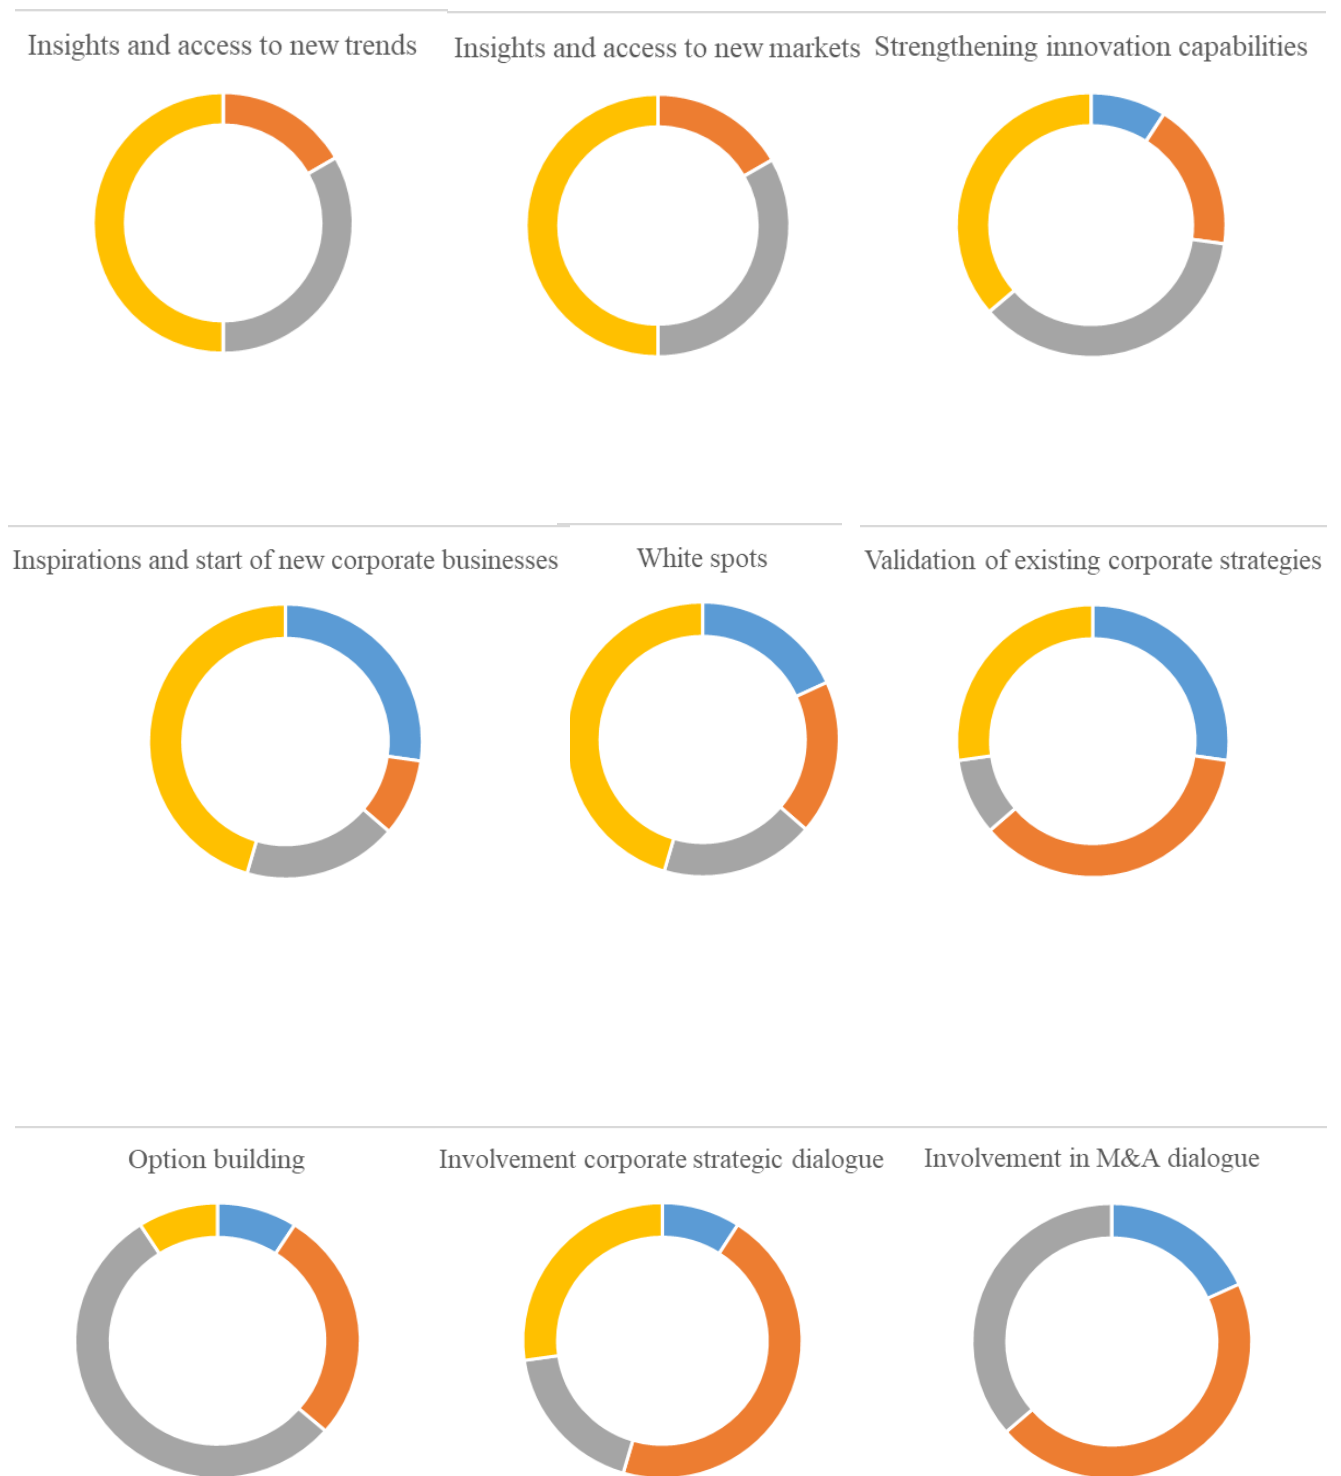 Insights and access to new trends
Insights and access to new markets
Strengthening innovation capabilities
Inspirations and start of new corporate businesses
White spots
Validation of existing corporate strategies
Option building
Involvement corporate strategic dialogue
Involvement in M&A dialogue